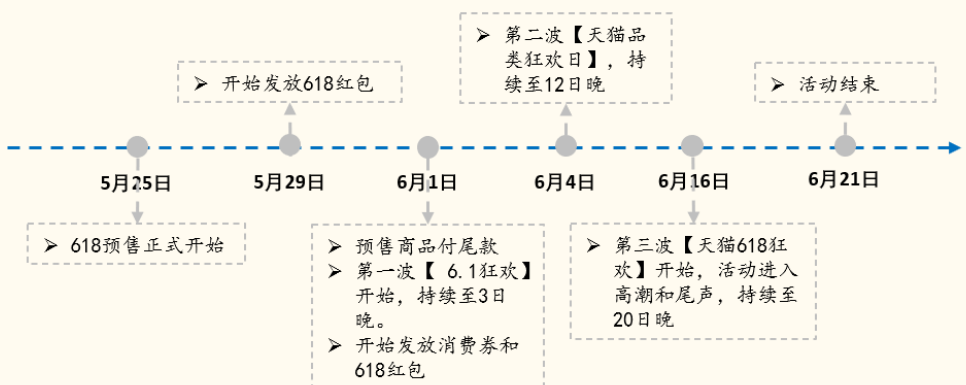 ➢ 第二波【天猫品
类狂欢日】，持
续至12日晚
➢ 开始发放618红包
➢ 活动结束
5月25日
5月29日
6月1日
6月4日
6月16日
6月21日
➢ 618预售正式开始
➢ 预售商品付尾款
➢ 第一波【 6.1狂欢】
开始，持续至3日
晚。
➢ 开始发放消费券和
618红包
➢ 第三波【天猫618狂
欢】开始，活动进入
高潮和尾声，持续至
20日晚